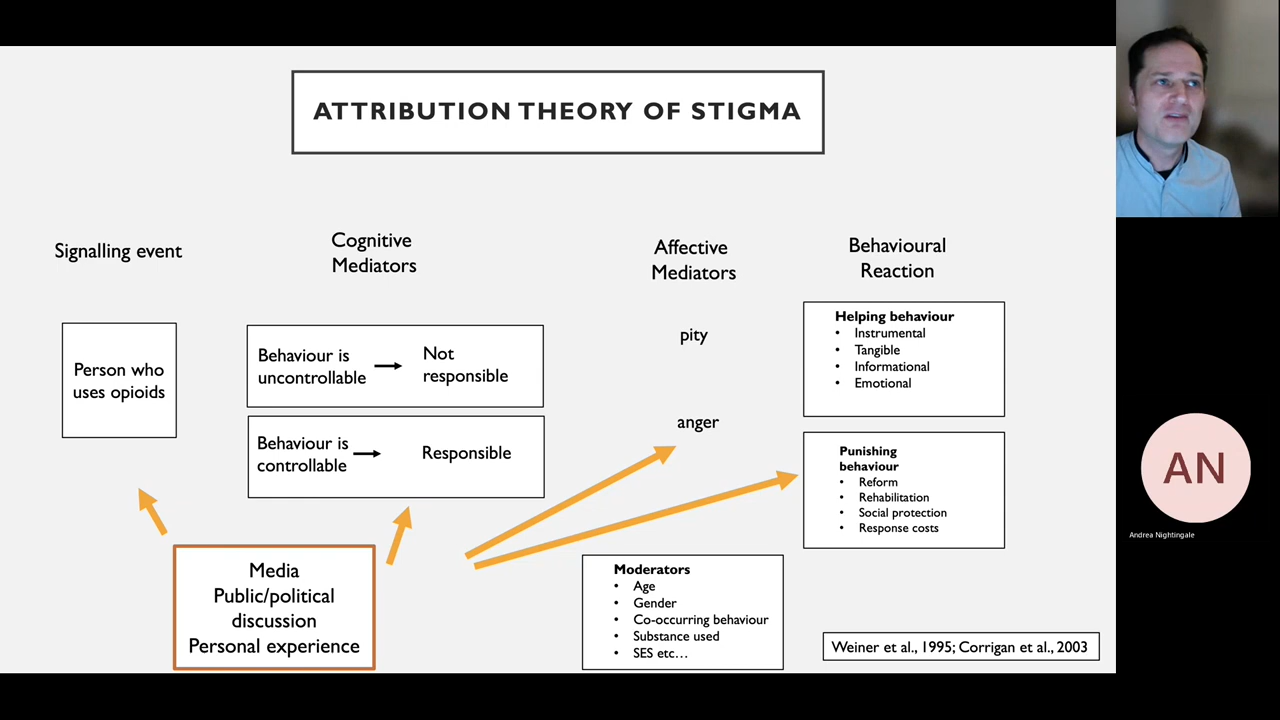 ATTRIBUTION THEORY OF STIGMA
Signalling event
Cognitive
Mediators
Affective
Mediators
Behavioural
Reaction
Person who
uses opioids
Behaviour is
uncontrollable
Not
responsible
Behaviour is
controllable
Responsible
pity
anger
Helping behaviour
• Instrumental
• Tangible
• Informational
• Emotional
Punishing
behaviour
• Reform
• Rehabilitation
• Social protection
• Response costs
Media
Public/political
discussion
Personal experience
Moderators
• Age
• Gender
• Co-occurring behaviour
• Substance used
• SES etc...
Weiner et al., 1995; Corrigan et al., 2003
AN
Andrea Nightingale